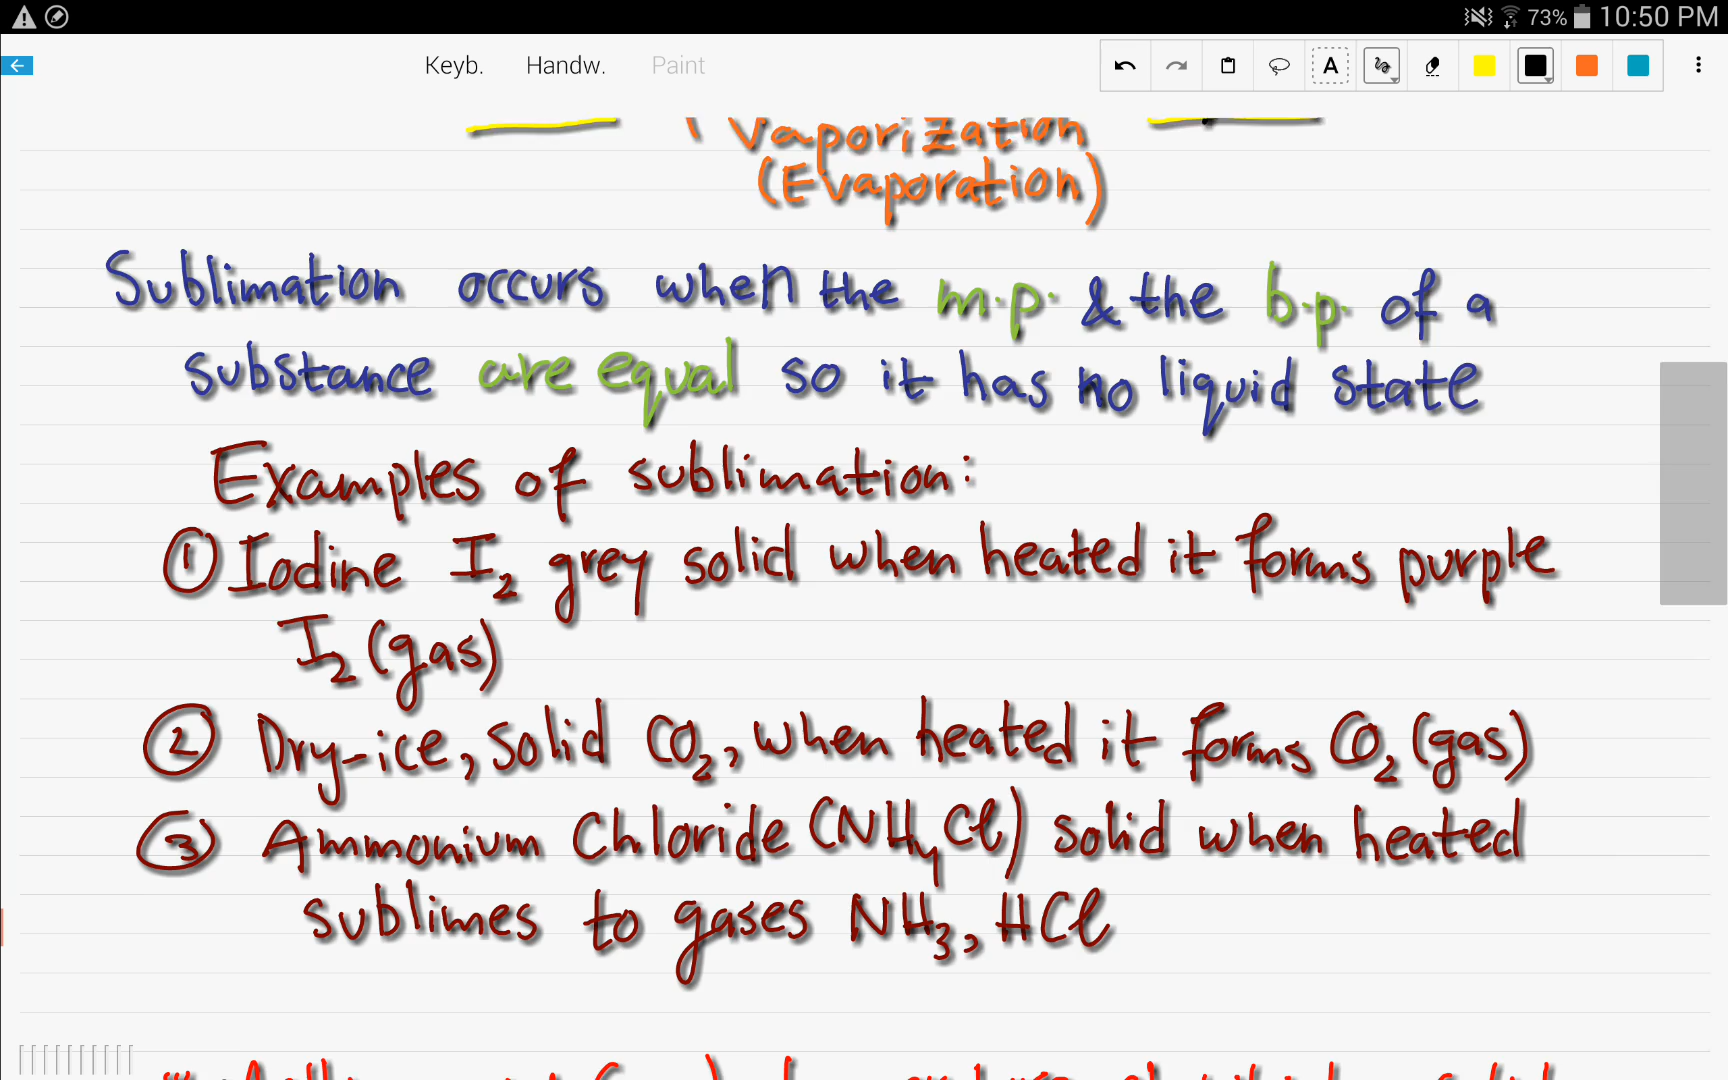 73% 10:50 PM
Keyb. Handw. Paint A
Vaporization
(Evaporation)
Sublimation occurs when the m.p. & the b.p. of a
substance are equal so it has no liquid state
Examples of sublimation:
① Iodine I₂ grey solid when heated it forms purple
I₂ (gas)
② Dry-ice, solid CO₂, when heated it forms CO₂ (gas)
③ Ammonium Chloride (NH₄Cl) solid when heated
sublimes to gases NH₃, HCl